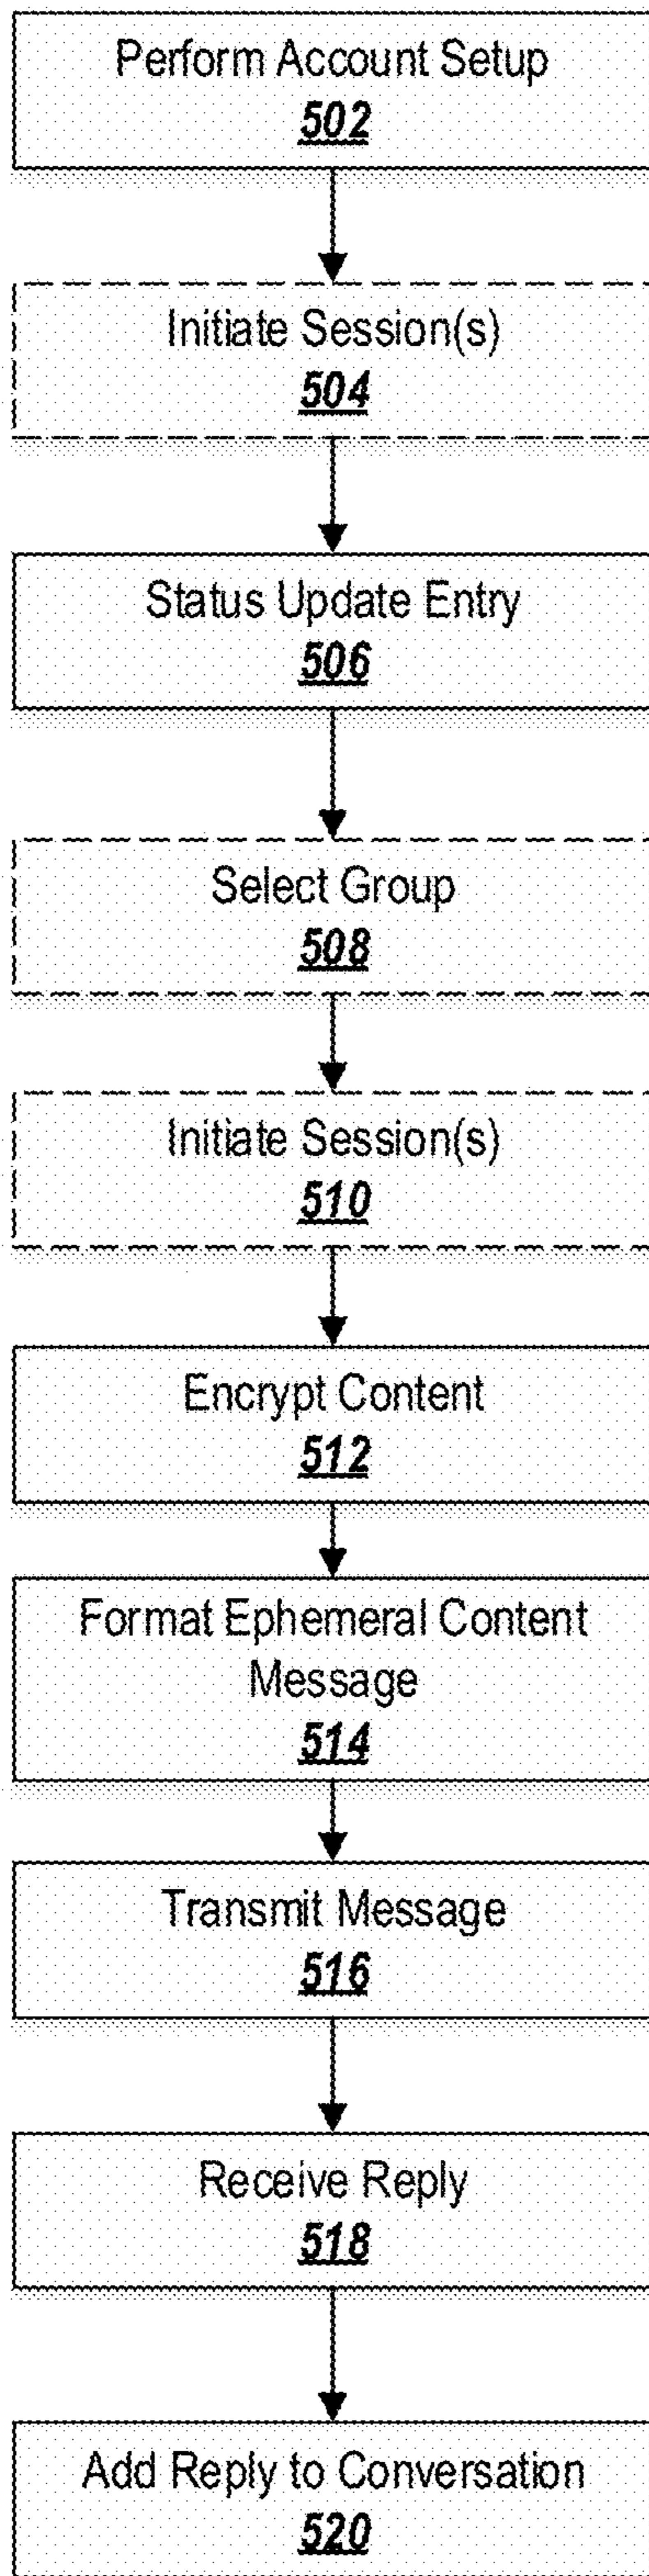 Perform Account Setup
502
Initiate Session(s)
504
Status Update Entry
506
Select Group
508
Initiate Session(s)
510
Encrypt Content
512
Format Ephemeral Content
Message
514
Transmit Message
516
Receive Reply
518
Add Reply to Conversation
520